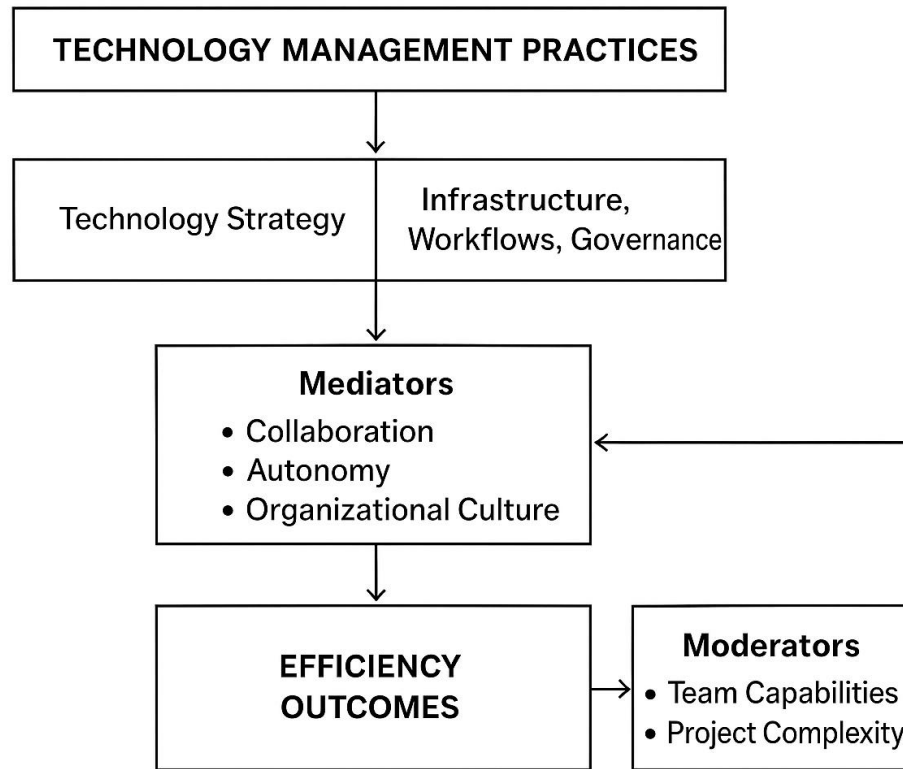 TECHNOLOGY MANAGEMENT PRACTICES
Technology Strategy
Infrastructure,
Workflows, Governance
Mediators
• Collaboration
• Autonomy
• Organizational Culture
EFFICIENCY
OUTCOMES
Moderators
• Team Capabilities
• Project Complexity